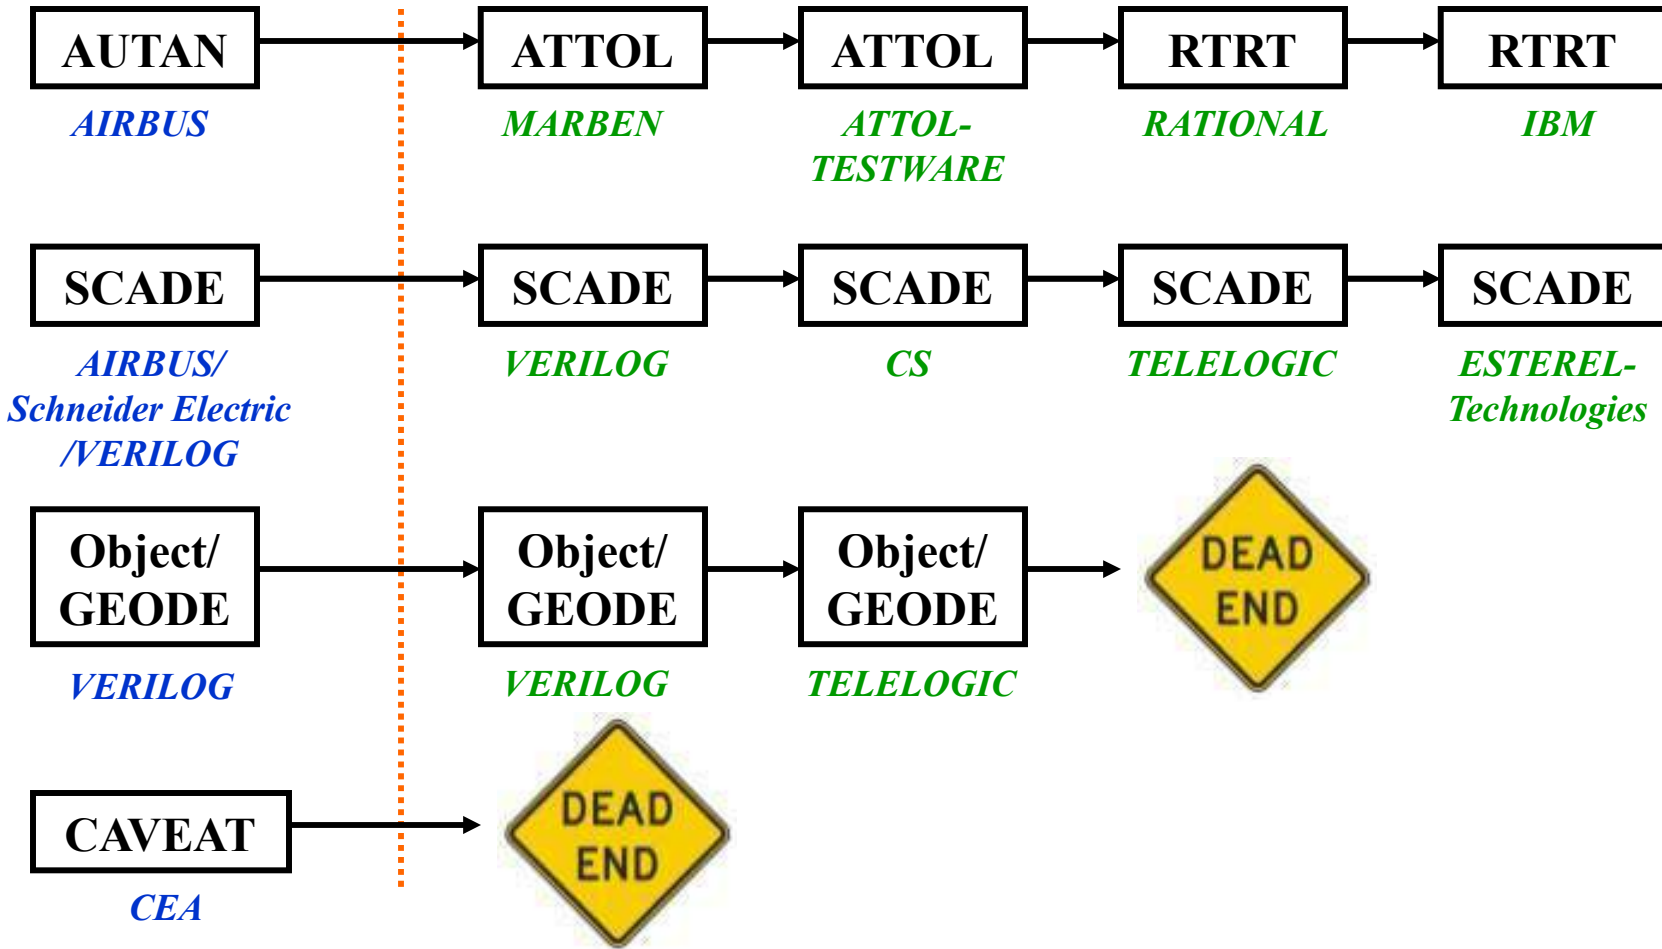 AUTAN
ATTOL
ATTOL
RTRT
RTRT
AIRBUS
MARBEN
ATTOL-
TESTWARE
RATIONAL
IBM
SCADE
SCADE
SCADE
SCADE
SCADE
AIRBUS/
Schneider Electric
/VERILOG
VERILOG
CS
TELELOGIC
ESTEREL-
Technologies
Object/
GEODE
Object/
GEODE
Object/
GEODE
DEAD
END
VERILOG
VERILOG
TELELOGIC
CAVEAT
DEAD
END
CEA